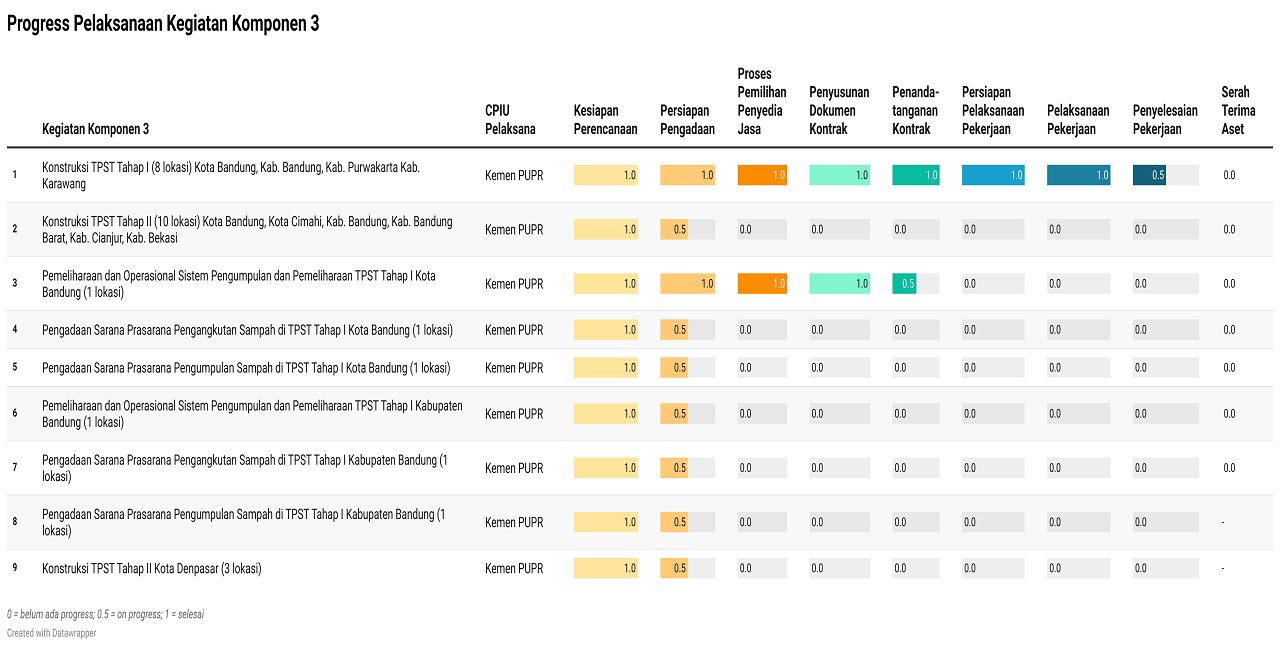 Progress Pelaksanaan Kegiatan Komponen 3
Kegiatan Komponen 3
CPIU
Pelaksana
Kesiapan
Perencanaan
Persiapan
Pengadaan
Proses
Pemilihan
Penyedia
Jasa
Penyusunan
Dokumen
Kontrak
Penanda-
tanganan
Kontrak
Persiapan
Pelaksanaan
Pekerjaan
Pelaksanaan
Pekerjaan
Penyelesaian
Pekerjaan
Serah
Terima
Aset
1
Konstruksi TPST Tahap I (8 lokasi) Kota Bandung, Kab. Bandung, Kab. Purwakarta Kab.
Karawang
Kemen PUPR 1.0 1.0 1.0 1.0 1.0 1.0 1.0 0.5 0.0
2
Konstruksi TPST Tahap II (10 lokasi) Kota Bandung, Kota Cimahi, Kab. Bandung, Kab. Bandung
Barat, Kab. Cianjur, Kab. Bekasi
Kemen PUPR 1.0 0.5 0.0 0.0 0.0 0.0 0.0 0.0 0.0
3
Pemeliharaan dan Operasional Sistem Pengumpulan dan Pemeliharaan TPST Tahap I Kota
Bandung (1 lokasi)
Kemen PUPR 1.0 1.0 1.0 1.0 0.5 0.0 0.0 0.0 0.0
4 Pengadaan Sarana Prasarana Pengangkutan Sampah di TPST Tahap I Kota Bandung (1 lokasi) Kemen PUPR 1.0 0.5 0.0 0.0 0.0 0.0 0.0 0.0 0.0
5 Pengadaan Sarana Prasarana Pengumpulan Sampah di TPST Tahap I Kota Bandung (1 lokasi) Kemen PUPR 1.0 0.5 0.0 0.0 0.0 0.0 0.0 0.0 0.0
6
Pemeliharaan dan Operasional Sistem Pengumpulan dan Pemeliharaan TPST Tahap I Kabupaten
Bandung (1 lokasi)
Kemen PUPR 1.0 0.5 0.0 0.0 0.0 0.0 0.0 0.0 0.0
7
Pengadaan Sarana Prasarana Pengangkutan Sampah di TPST Tahap I Kabupaten Bandung (1
lokasi)
Kemen PUPR 1.0 0.5 0.0 0.0 0.0 0.0 0.0 0.0 0.0
8
Pengadaan Sarana Prasarana Pengumpulan Sampah di TPST Tahap I Kabupaten Bandung (1
lokasi)
Kemen PUPR 1.0 0.5 0.0 0.0 0.0 0.0 0.0 0.0 -
9 Konstruksi TPST Tahap II Kota Denpasar (3 lokasi) Kemen PUPR 1.0 0.5 0.0 0.0 0.0 0.0 0.0 0.0 -
0 = belum ada progress; 0.5 = on progress; 1 = selesai
Created with Datawrapper